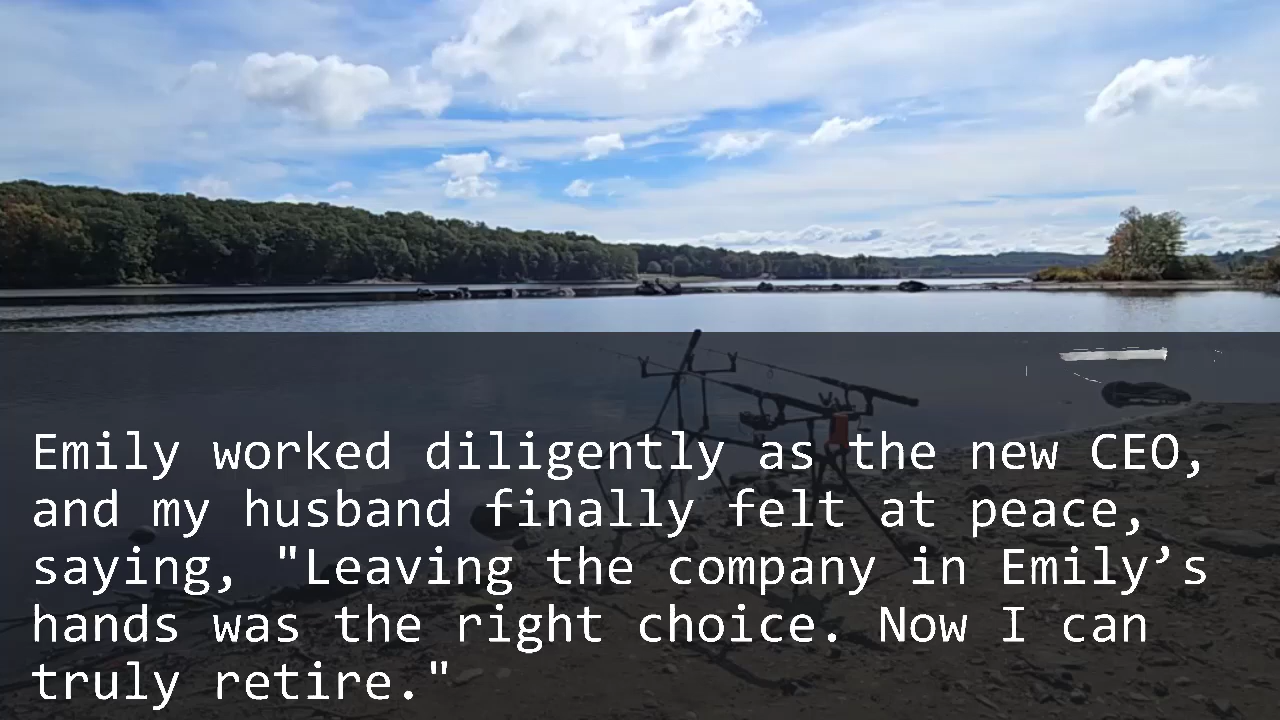 Emily worked diligently as the new CEO,
and my husband finally felt at peace,
saying, "Leaving the company in Emily’s
hands was the right choice. Now I can
truly retire."